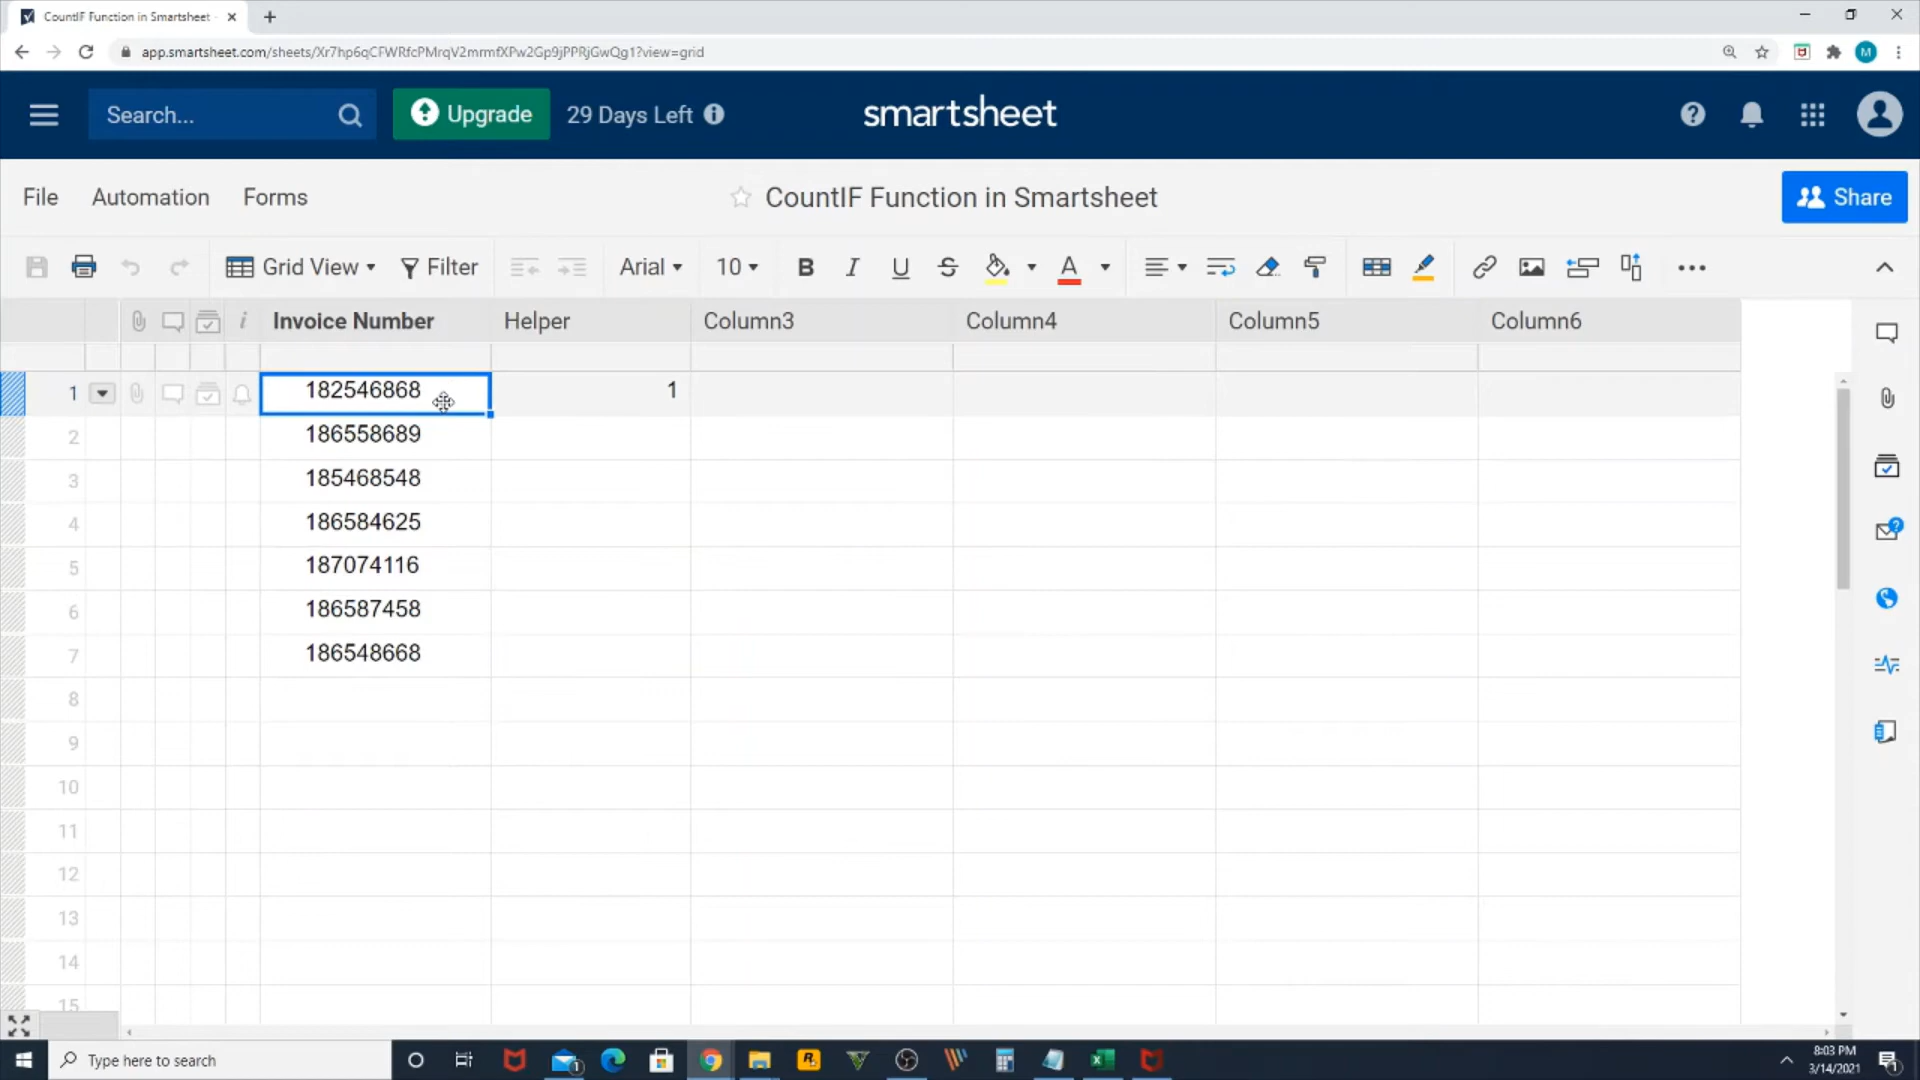 CountIF Function in Smartsheet
app.smartsheet.com/sheets/Xr7hp6qCFWRfcPMrqV2mrmfXPw2Gp9jPPRjGwQg1?view=grid
M
Search...
Upgrade
29 Days Left
smartsheet
File
Automation
Forms
CountIF Function in Smartsheet
Share
Grid View
Filter
Arial
10
B
I
U
S
A
Invoice Number
Helper
Column3
Column4
Column5
Column6
1 182546868 1
2 186558689
3 185468548
4 186584625
5 187074116
6 186587458
7 186548668
8
9
10
11
12
13
14
15
Type here to search
8:03 PM
3/14/2021